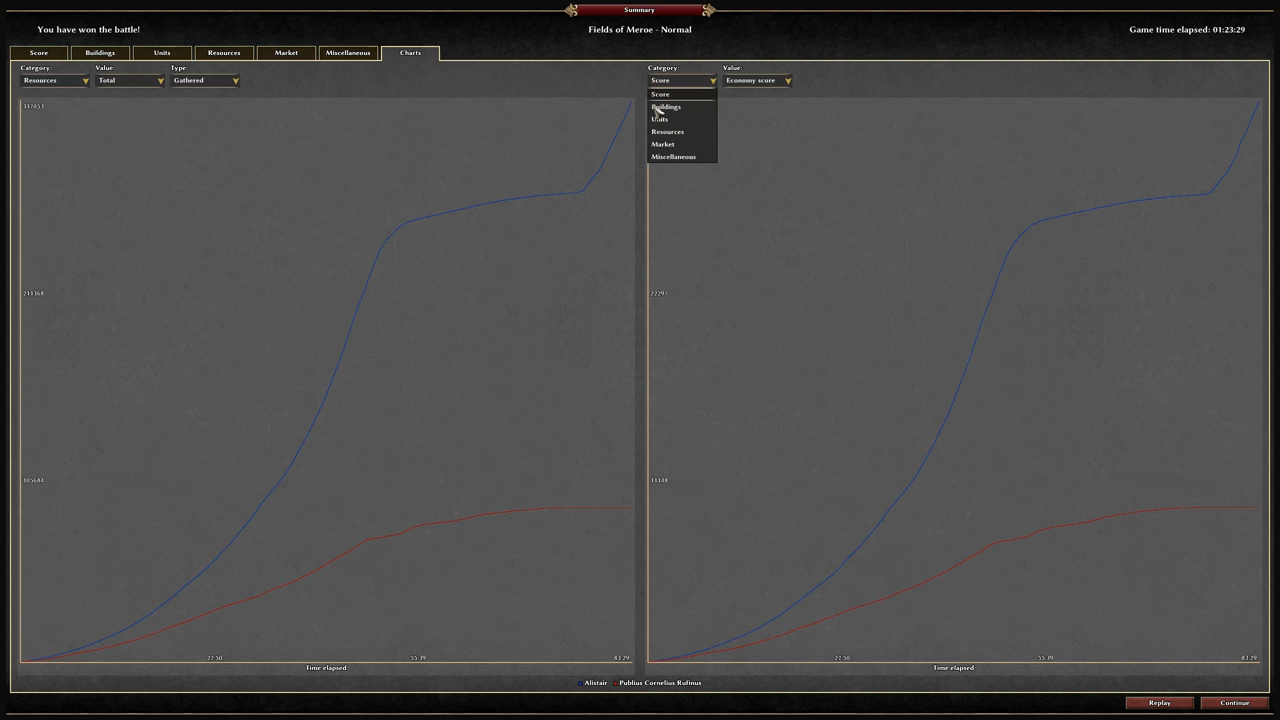 Summary
You have won the battle!
Fields of Meroe - Normal
Game time elapsed: 01:23:29
Score
Buildings
Units
Resources
Market
Miscellaneous
Charts
Category:
Value:
Type:
Resources
Total
Gathered
Category:
Value:
Score
Economy score
Score
Buildings
Units
Resources
Market
Miscellaneous
317053
211368
105684
27:50
55:39
83:29
Time elapsed
22297
11148
27:50
55:39
83:29
Time elapsed
Alistair
Publius Cornelius Rufinus
Replay
Continue